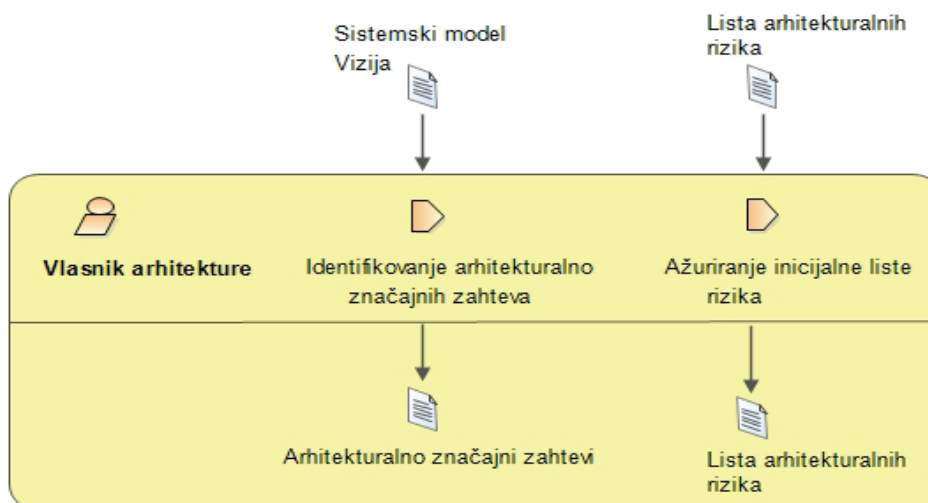 Sistemski model
Vizija
Lista arhitekturalnih
rizika
Vlasnik arhitekture
Identifikovanje arhitekturalno
značajnih zahteva
Ažuriranje inicijalne liste
rizika
Arhitekturalno značajni zahtevi
Lista arhitekturalnih
rizika